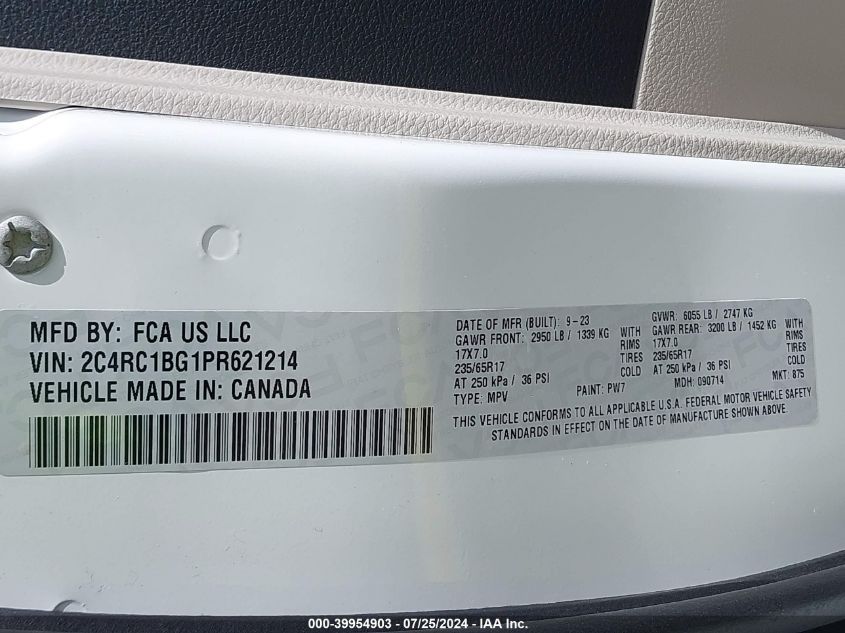 MFD BY: FCA US LLC
VIN: 2C4RC1BG1PR621214
VEHICLE MADE IN: CANADA
DATE OF MFR (BUILT): 9-23 GVWR: 6055 LB / 2747 KG
GAWR FRONT: 2950 LB / 1339 KG WITH GAWR REAR: 3200 LB / 1452 KG WITH
17X7.0 RIMS 17X7.0 RIMS
235/65R17 TIRES 235/65R17 TIRES
AT 250 kPa / 36 PSI COLD AT 250 kPa / 36 PSI COLD
TYPE: MPV PAINT: PW7 MDH: 090714 MKT: 875
THIS VEHICLE CONFORMS TO ALL APPLICABLE U.S.A. FEDERAL MOTOR VEHICLE SAFETY
STANDARDS IN EFFECT ON THE DATE OF MANUFACTURE SHOWN ABOVE.
000-39954903 / 07/25/2024 - © IAA, Inc.